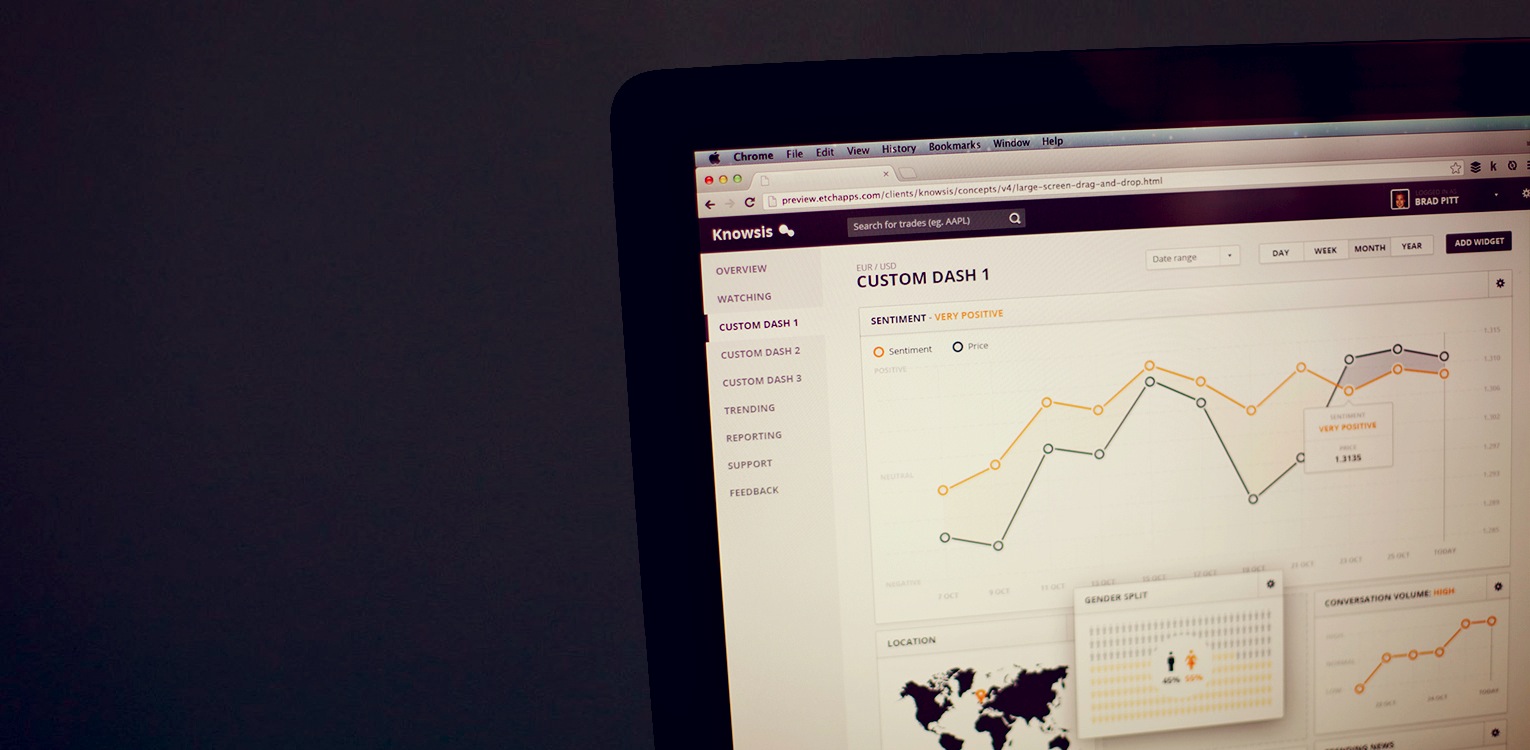 Chrome File Edit View History Bookmarks Window Help
preview.etchapps.com/clients/knowsis/concepts/v4/large-screen-drag-and-drop.html
Knowsis
Search for trades (eg. AAPL)
LOGGED IN AS
BRAD PITT
OVERVIEW
WATCHING
CUSTOM DASH 1
CUSTOM DASH 2
CUSTOM DASH 3
TRENDING
REPORTING
SUPPORT
FEEDBACK
EUR / USD
CUSTOM DASH 1
Date range
DAY WEEK MONTH YEAR
ADD WIDGET
SENTIMENT - VERY POSITIVE
Sentiment Price
POSITIVE
NEUTRAL
NEGATIVE
1.315
1.310
1.306
1.302
1.297
1.293
1.289
1.285
SENTIMENT
VERY POSITIVE
PRICE
1.3135
7 OCT 9 OCT 11 OCT 13 OCT 15 OCT 17 OCT 19 OCT 21 OCT 23 OCT 25 OCT TODAY
LOCATION
GENDER SPLIT
45% 55%
CONVERSATION VOLUME: HIGH
NORMAL
LOW
24 OCT
TODAY
TRENDING NEWS